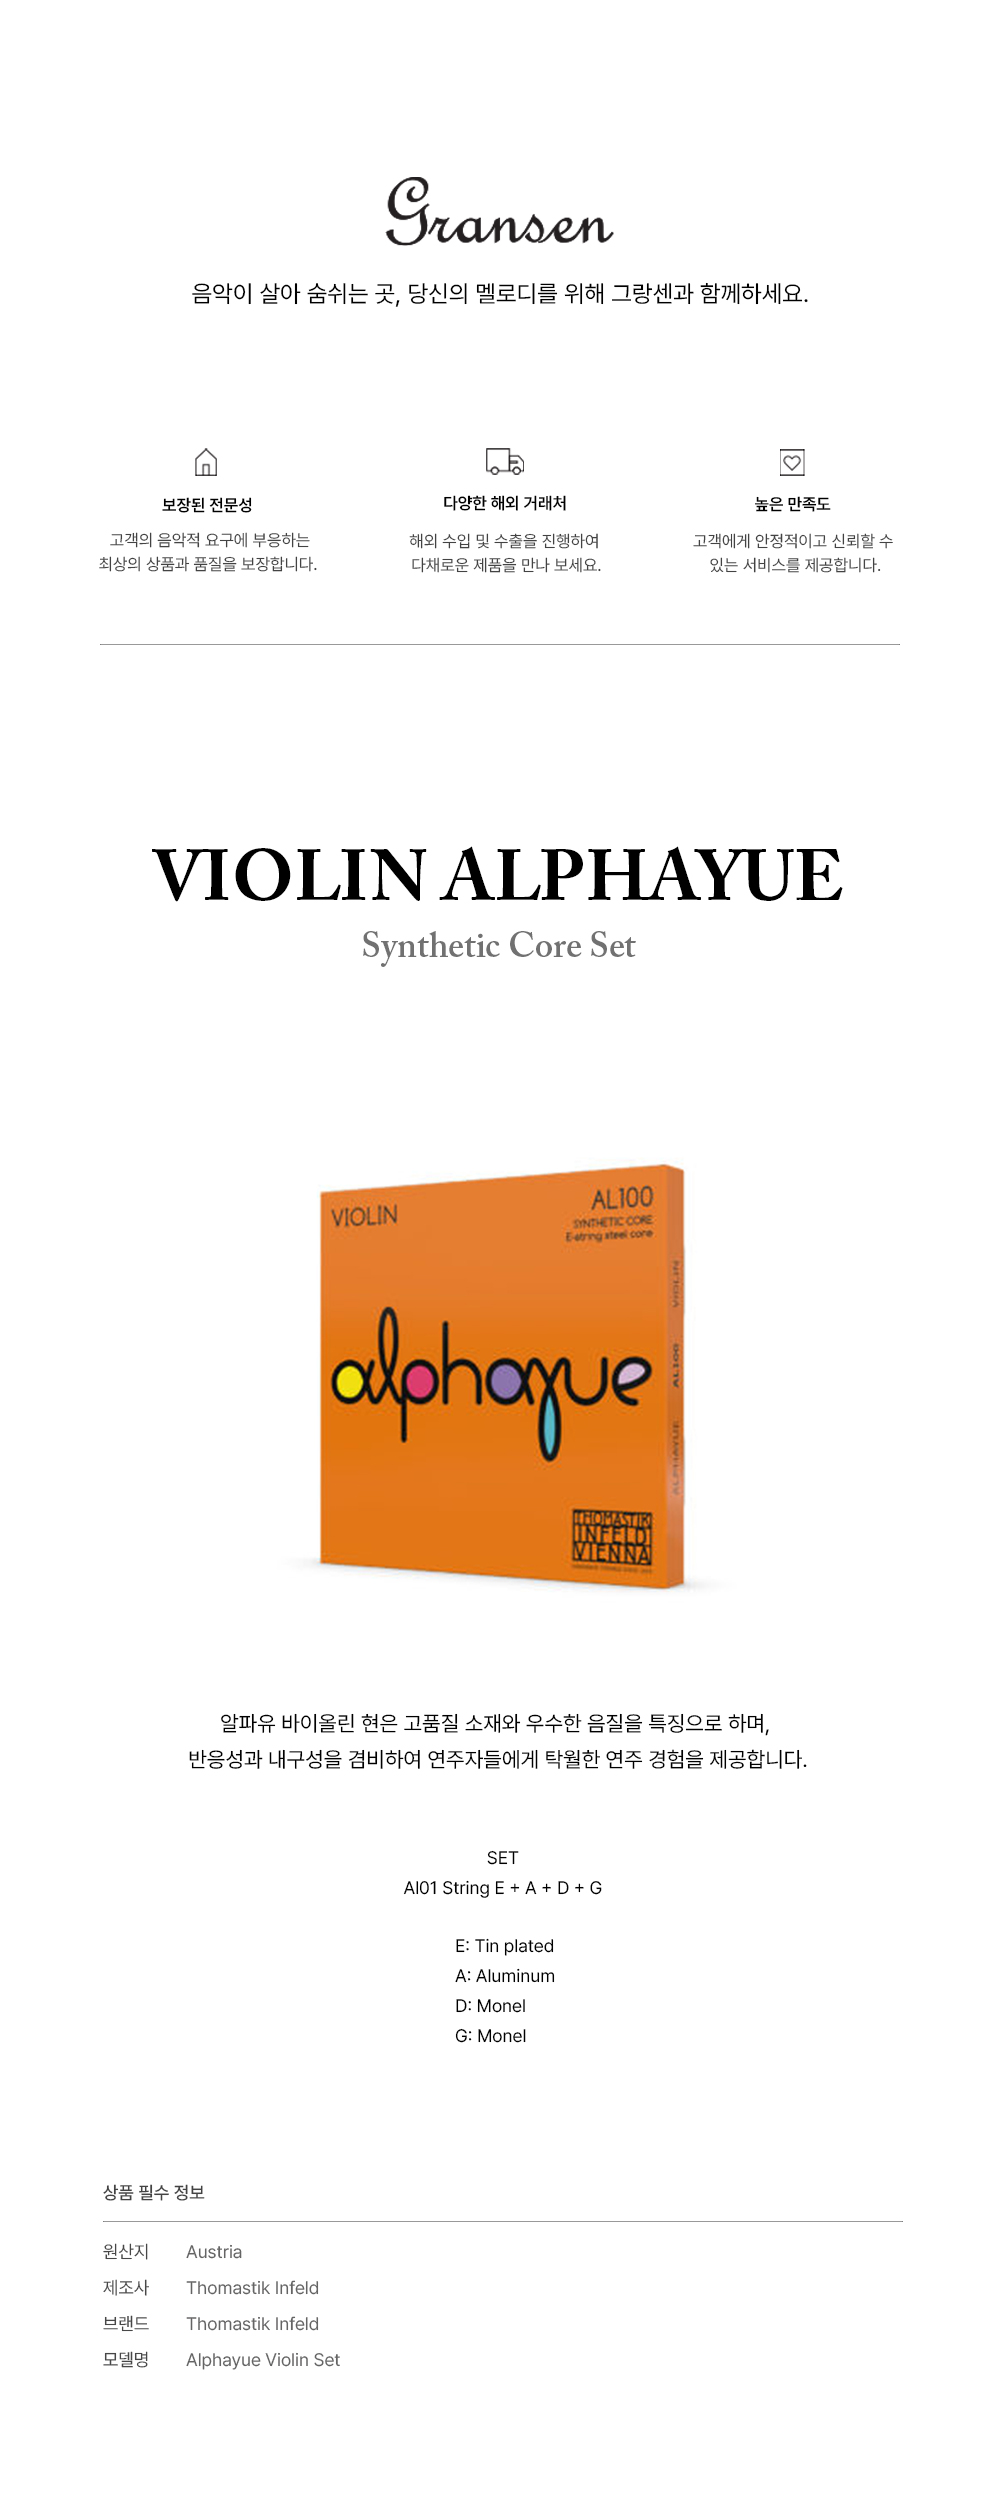 Gransen
음악이 살아 숨쉬는 곳, 당신의 멜로디를 위해 그랑센과 함께하세요.
보장된 전문성
고객의 음악적 요구에 부응하는
최상의 상품과 품질을 보장합니다.
다양한 해외 거래처
해외 수입 및 수출을 진행하여
다채로운 제품을 만나 보세요.
높은 만족도
고객에게 안정적이고 신뢰할 수
있는 서비스를 제공합니다.
VIOLIN ALPHAYUE
Synthetic Core Set
VIOLIN
AL100
SYNTHETIC CORE
E-string steel core
alphayue
THOMASTIK
INFELD
VIENNA
VIOLIN
AL100
ALPHAYUE
알파유 바이올린 현은 고품질 소재와 우수한 음질을 특징으로 하며,
반응성과 내구성을 겸비하여 연주자들에게 탁월한 연주 경험을 제공합니다.
SET
Al01 String E + A + D + G
E: Tin plated
A: Aluminum
D: Monel
G: Monel
상품 필수 정보
원산지 Austria
제조사 Thomastik Infeld
브랜드 Thomastik Infeld
모델명 Alphayue Violin Set